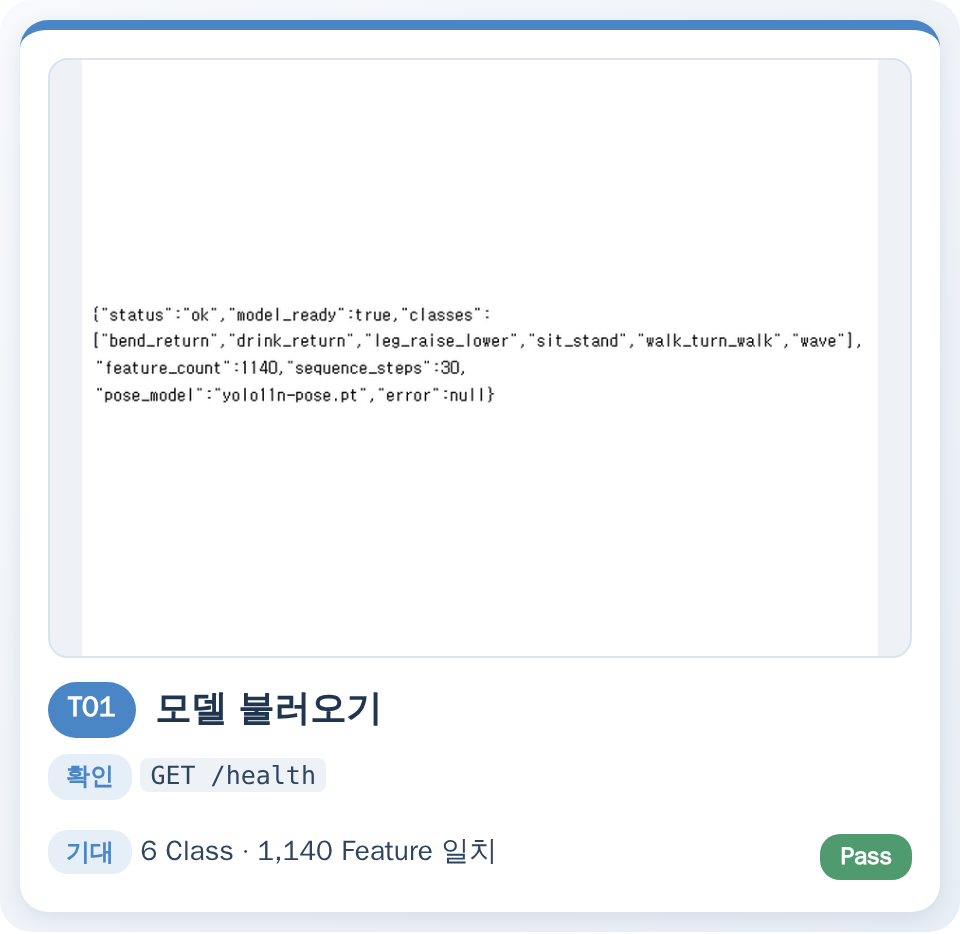 {"status":"ok","model_ready":true,"classes":
["bend_return","drink_return","leg_raise_lower","sit_stand","walk_turn_walk","wave"],
"feature_count":1140,"sequence_steps":30,
"pose_model":"yolo11n-pose.pt","error":null}
T01 모델 불러오기
확인 GET /health
기대 6 Class · 1,140 Feature 일치
Pass